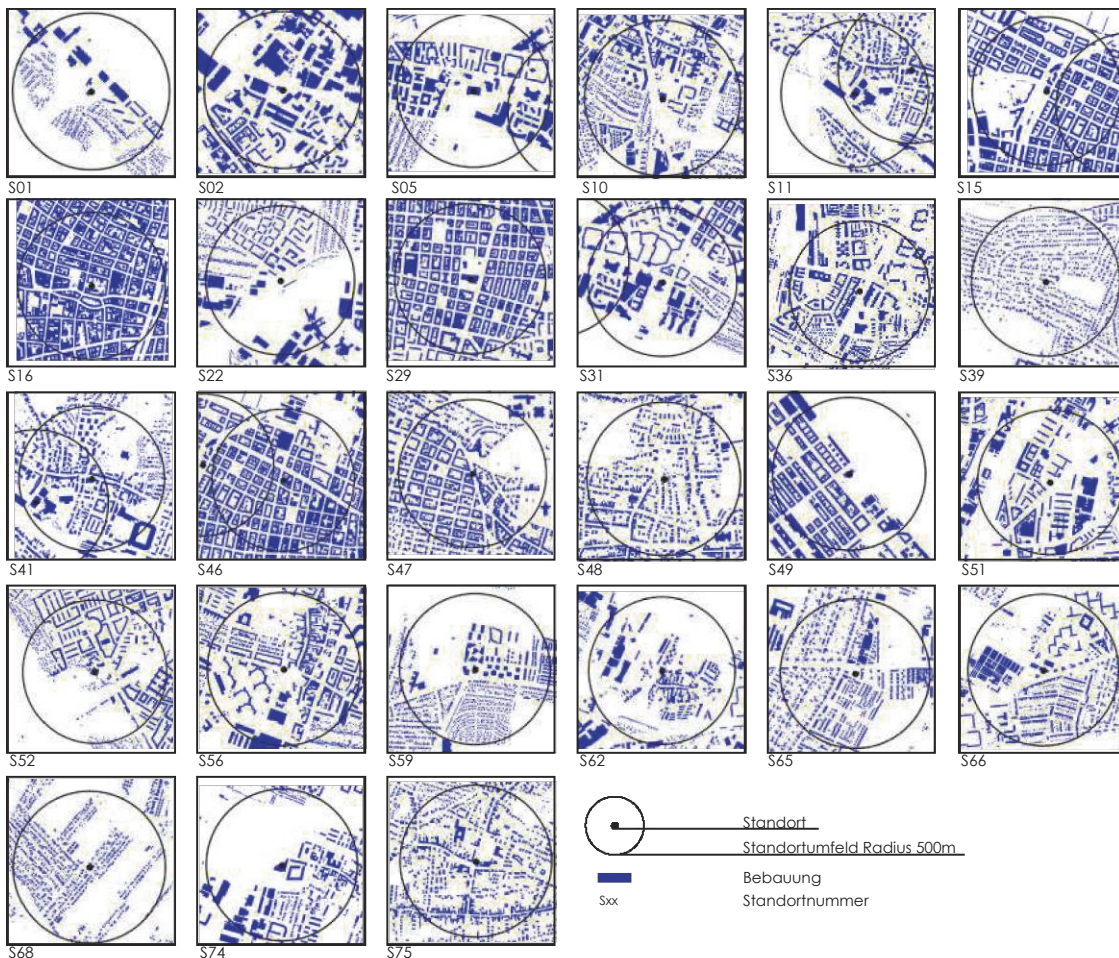 S01
S02
S05
S10
S11
S15
S16
S22
S29
S31
S36
S39
S41
S46
S47
S48
S49
S51
S52
S56
S59
S62
S65
S66
S68
S74
S75
Standort
Standortumfeld Radius 500m
Bebauung
Sxx Standortnummer